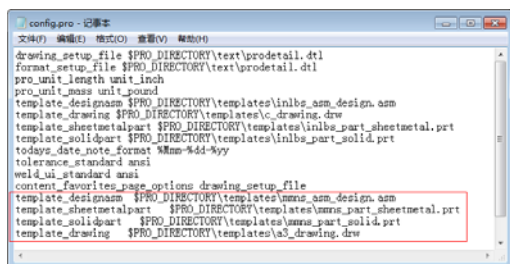 config.pro - 记事本
文件(F) 编辑(E) 格式(O) 查看(V) 帮助(H)
drawing_setup_file $PRO_DIRECTORY\text\prodetail.dtl
format_setup_file $PRO_DIRECTORY\text\prodetail.dtl
pro_unit_length unit_inch
pro_unit_mass unit_pound
template_designasm $PRO_DIRECTORY\templates\inlbs_asm_design.asm
template_drawing $PRO_DIRECTORY\templates\c_drawing.drw
template_sheetmetalpart $PRO_DIRECTORY\templates\inlbs_part_sheetmetal.prt
template_solidpart $PRO_DIRECTORY\templates\inlbs_part_solid.prt
todays_date_note_format %Mmm-%dd-%yy
tolerance_standard ansi
weld_ui_standard ansi
content_favorites_page_options drawing_setup_file
template_designasm $PRO_DIRECTORY\templates\mmns_asm_design.asm
template_sheetmetalpart $PRO_DIRECTORY\templates\mmns_part_sheetmetal.prt
template_solidpart $PRO_DIRECTORY\templates\mmns_part_solid.prt
template_drawing $PRO_DIRECTORY\templates\a3_drawing.drw